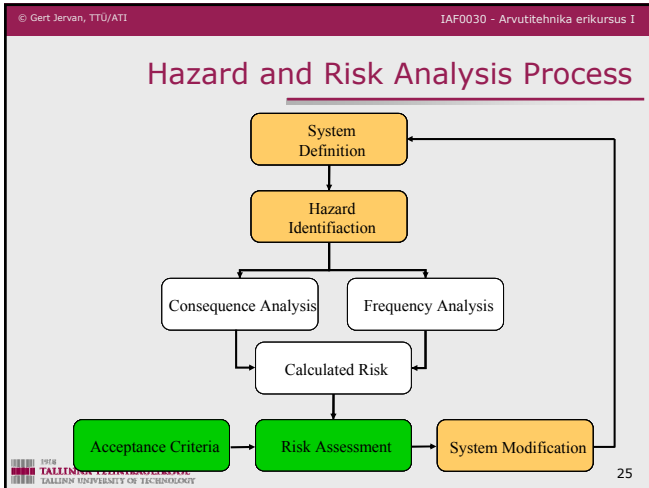 © Gert Jervan, TTÜ/ATI
IAF0030 - Arvutitehnika erikursus I
Hazard and Risk Analysis Process
System
Definition
Hazard
Identifiaction
Consequence Analysis
Frequency Analysis
Calculated Risk
Acceptance Criteria
Risk Assessment
System Modification
1918
TALLINN UNIVERSITY OF TECHNOLOGY
25